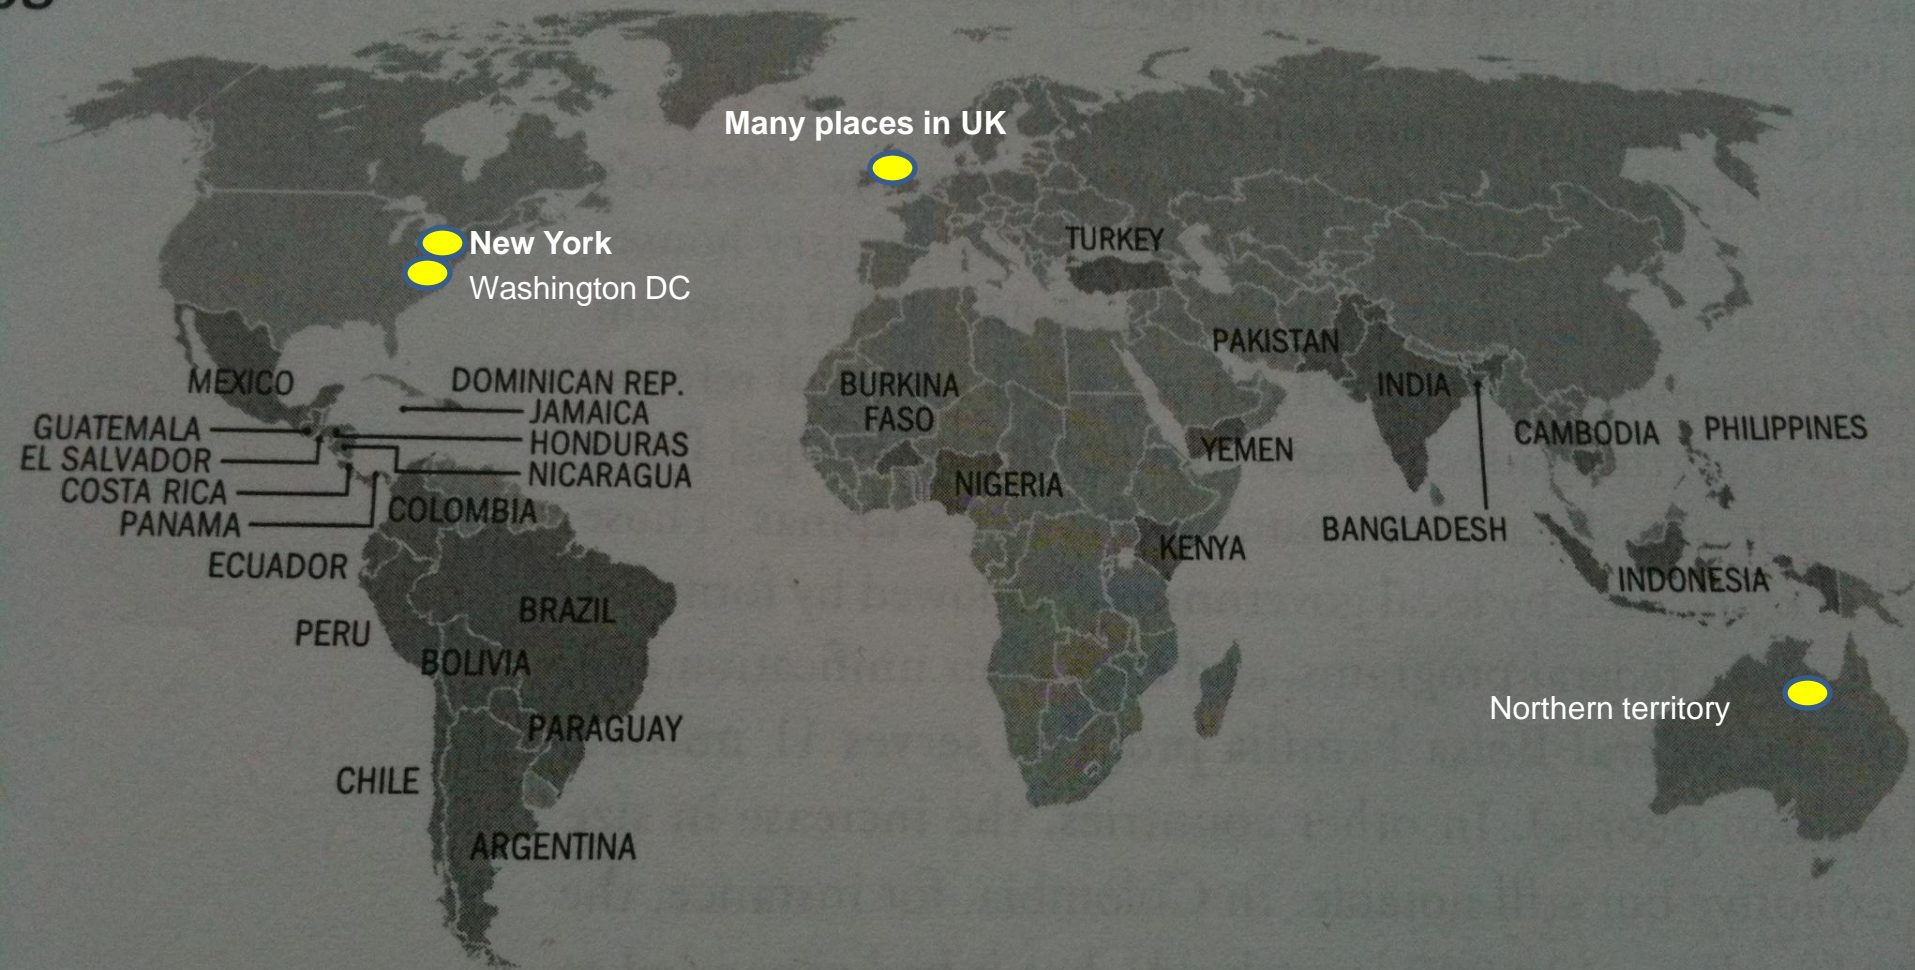 Many places in UK
New York
Washington DC
TURKEY
PAKISTAN
MEXICO
DOMINICAN REP.
JAMAICA
HONDURAS
NICARAGUA
GUATEMALA
EL SALVADOR
COSTA RICA
PANAMA
COLOMBIA
ECUADOR
PERU
BRAZIL
BOLIVIA
PARAGUAY
CHILE
ARGENTINA
BURKINA
FASO
NIGERIA
YEMEN
KENYA
INDIA
BANGLADESH
CAMBODIA
PHILIPPINES
INDONESIA
Northern territory